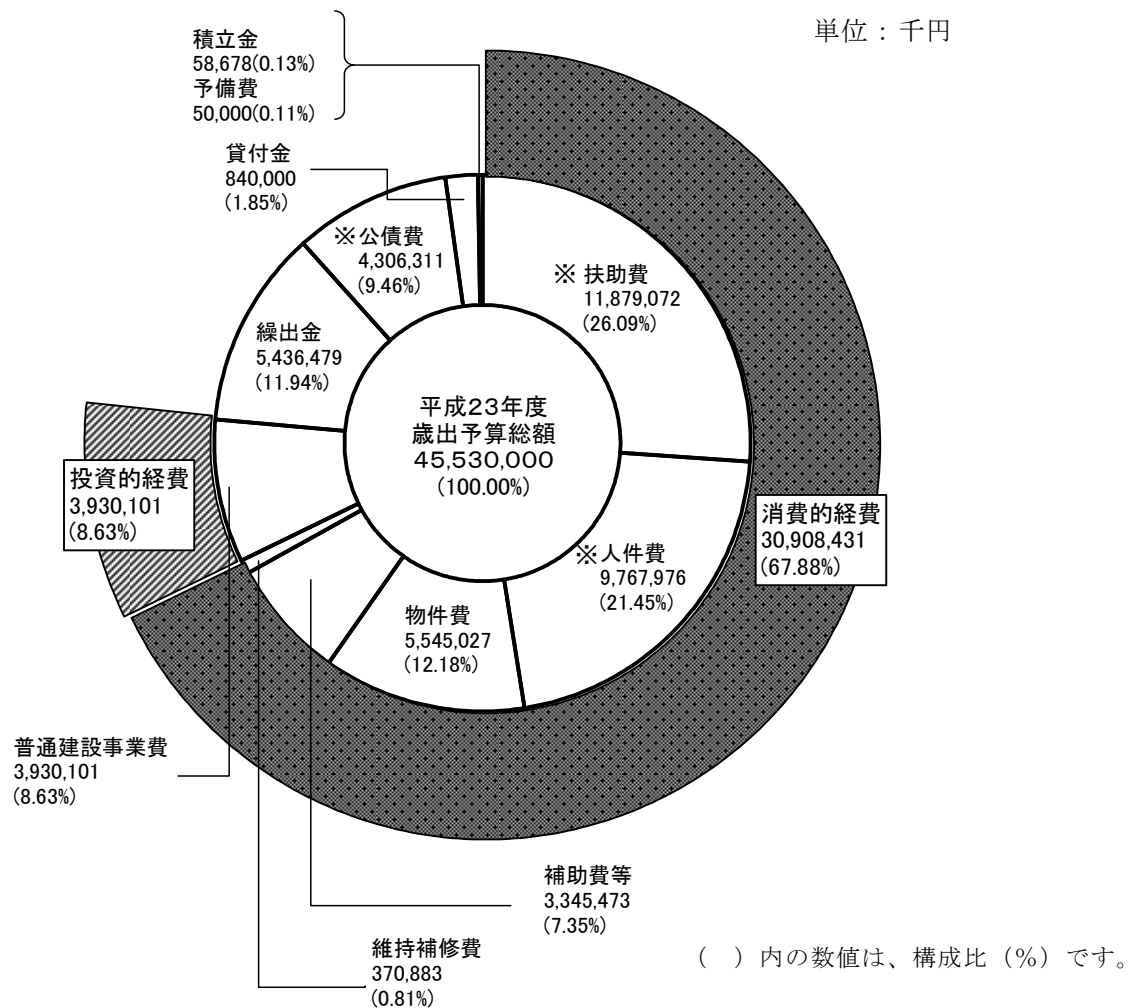 単位：千円
積立金
58,678(0.13%)
予備費
50,000(0.11%)
貸付金
840,000
(1.85%)
※公債費
4,306,311
(9.46%)
※ 扶助費
11,879,072
(26.09%)
繰出金
5,436,479
(11.94%)
平成23年度
歳出予算総額
45,530,000
(100.00%)
投資的経費
3,930,101
(8.63%)
消費的経費
30,908,431
(67.88%)
※人件費
9,767,976
(21.45%)
物件費
5,545,027
(12.18%)
普通建設事業費
3,930,101
(8.63%)
補助費等
3,345,473
(7.35%)
維持補修費
370,883
(0.81%)
（　）内の数値は、構成比（％）です。